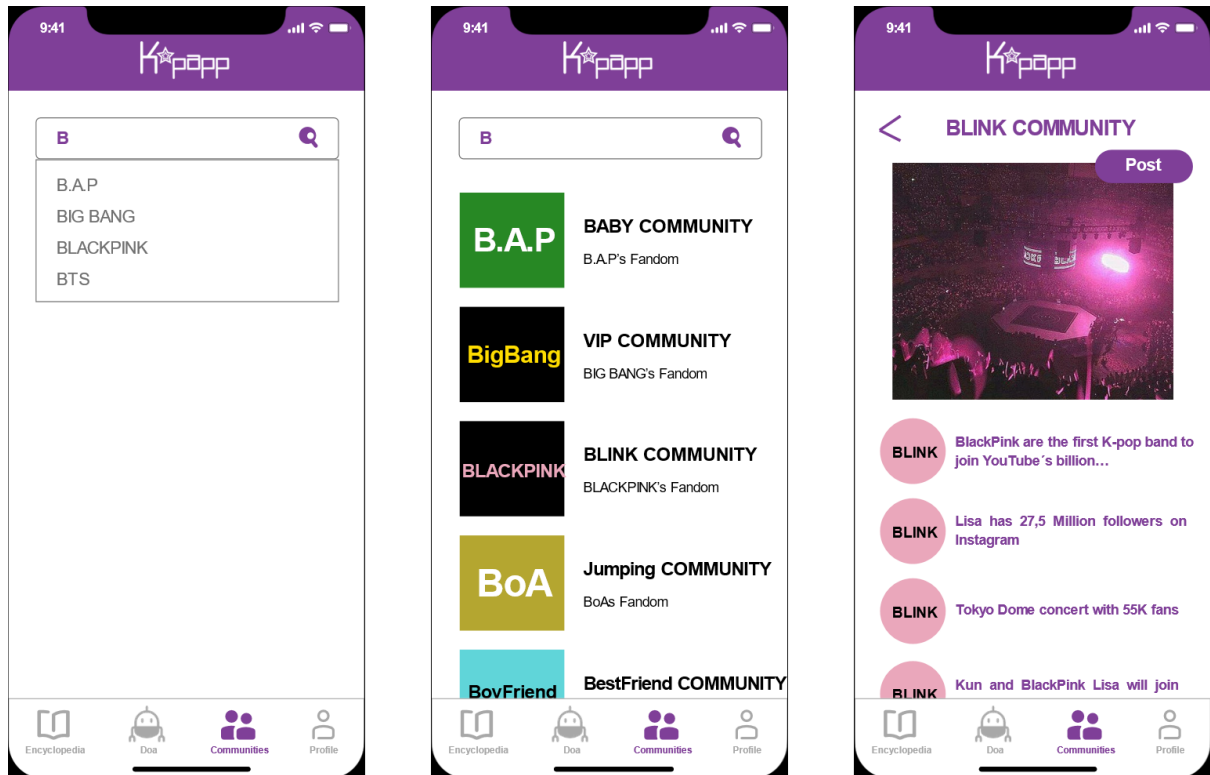 9:41
K☆pāpp
B
B.A.P
BIG BANG
BLACKPINK
BTS
Encyclopedia
Doa
Communities
Profile
9:41
K☆pāpp
B
B.A.P
BABY COMMUNITY
B.A.P's Fandom
BigBang
VIP COMMUNITY
BIG BANG's Fandom
BLACKPINK
BLINK COMMUNITY
BLACKPINK's Fandom
BoA
Jumping COMMUNITY
BoAs Fandom
BoyFriend
BestFriend COMMUNITY
Encyclopedia
Doa
Communities
Profile
9:41
K☆pāpp
BLINK COMMUNITY
Post
BLINK
BlackPink are the first K-pop band to
join YouTube´s billion…
BLINK
Lisa has 27,5 Million followers on
Instagram
BLINK
Tokyo Dome concert with 55K fans
BLINK
Kun and BlackPink Lisa will join
Encyclopedia
Doa
Communities
Profile